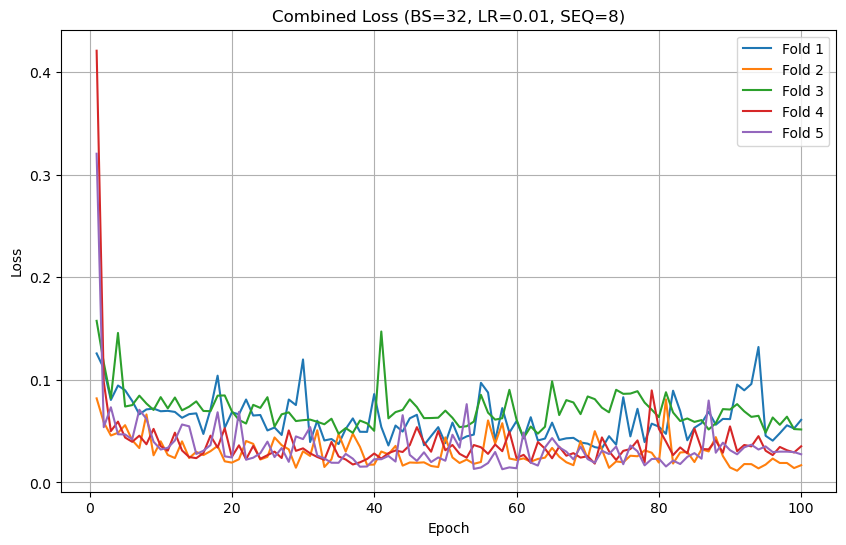 Combined Loss (BS=32, LR=0.01, SEQ=8)
Fold 1
Fold 2
Fold 3
Fold 4
Fold 5
Loss
0.4
0.3
0.2
0.1
0.0
0
20
40
60
80
100
Epoch